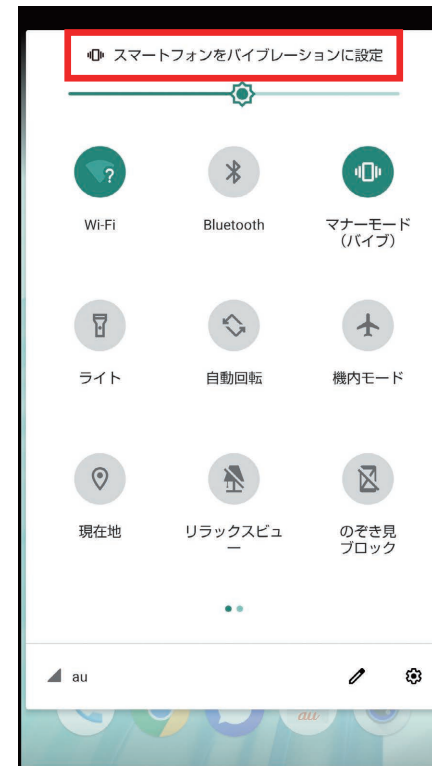 スマートフォンをバイブレーションに設定
?
Wi-Fi
Bluetooth
マナーモード
（バイブ）
ライト
自動回転
機内モード
現在地
リラックスビュ
ー
のぞき見
ブロック
au
au